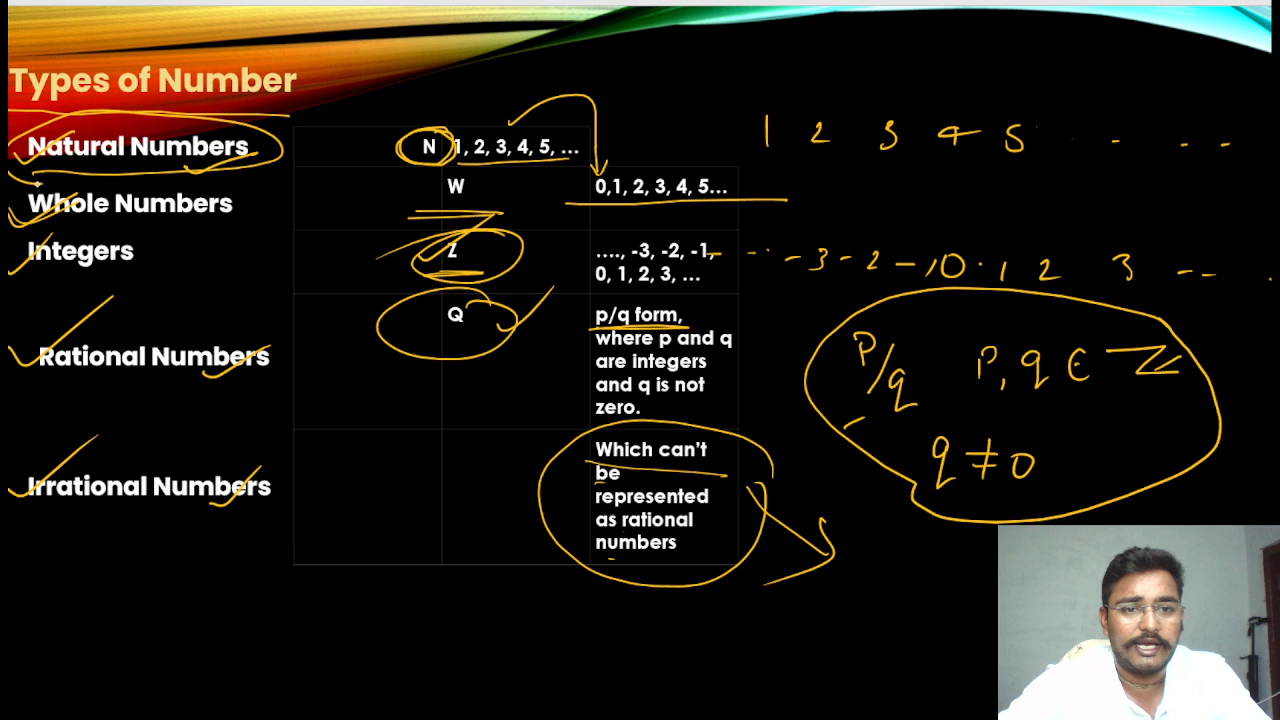 Types of Number
Natural Numbers N 1, 2, 3, 4, 5, ...
1 2 3 4 5 . . . .
Whole Numbers W 0,1, 2, 3, 4, 5...
Integers Z ...., -3, -2, -1,
0, 1, 2, 3, ...
-- .. -3 -2 -1 0 . 1 2 3 -- .
Rational Numbers Q p/q form,
where p and q
are integers
and q is not
zero.
P/q P, q ∈ Z
q ≠ 0
Irrational Numbers Which can't
be
represented
as rational
numbers